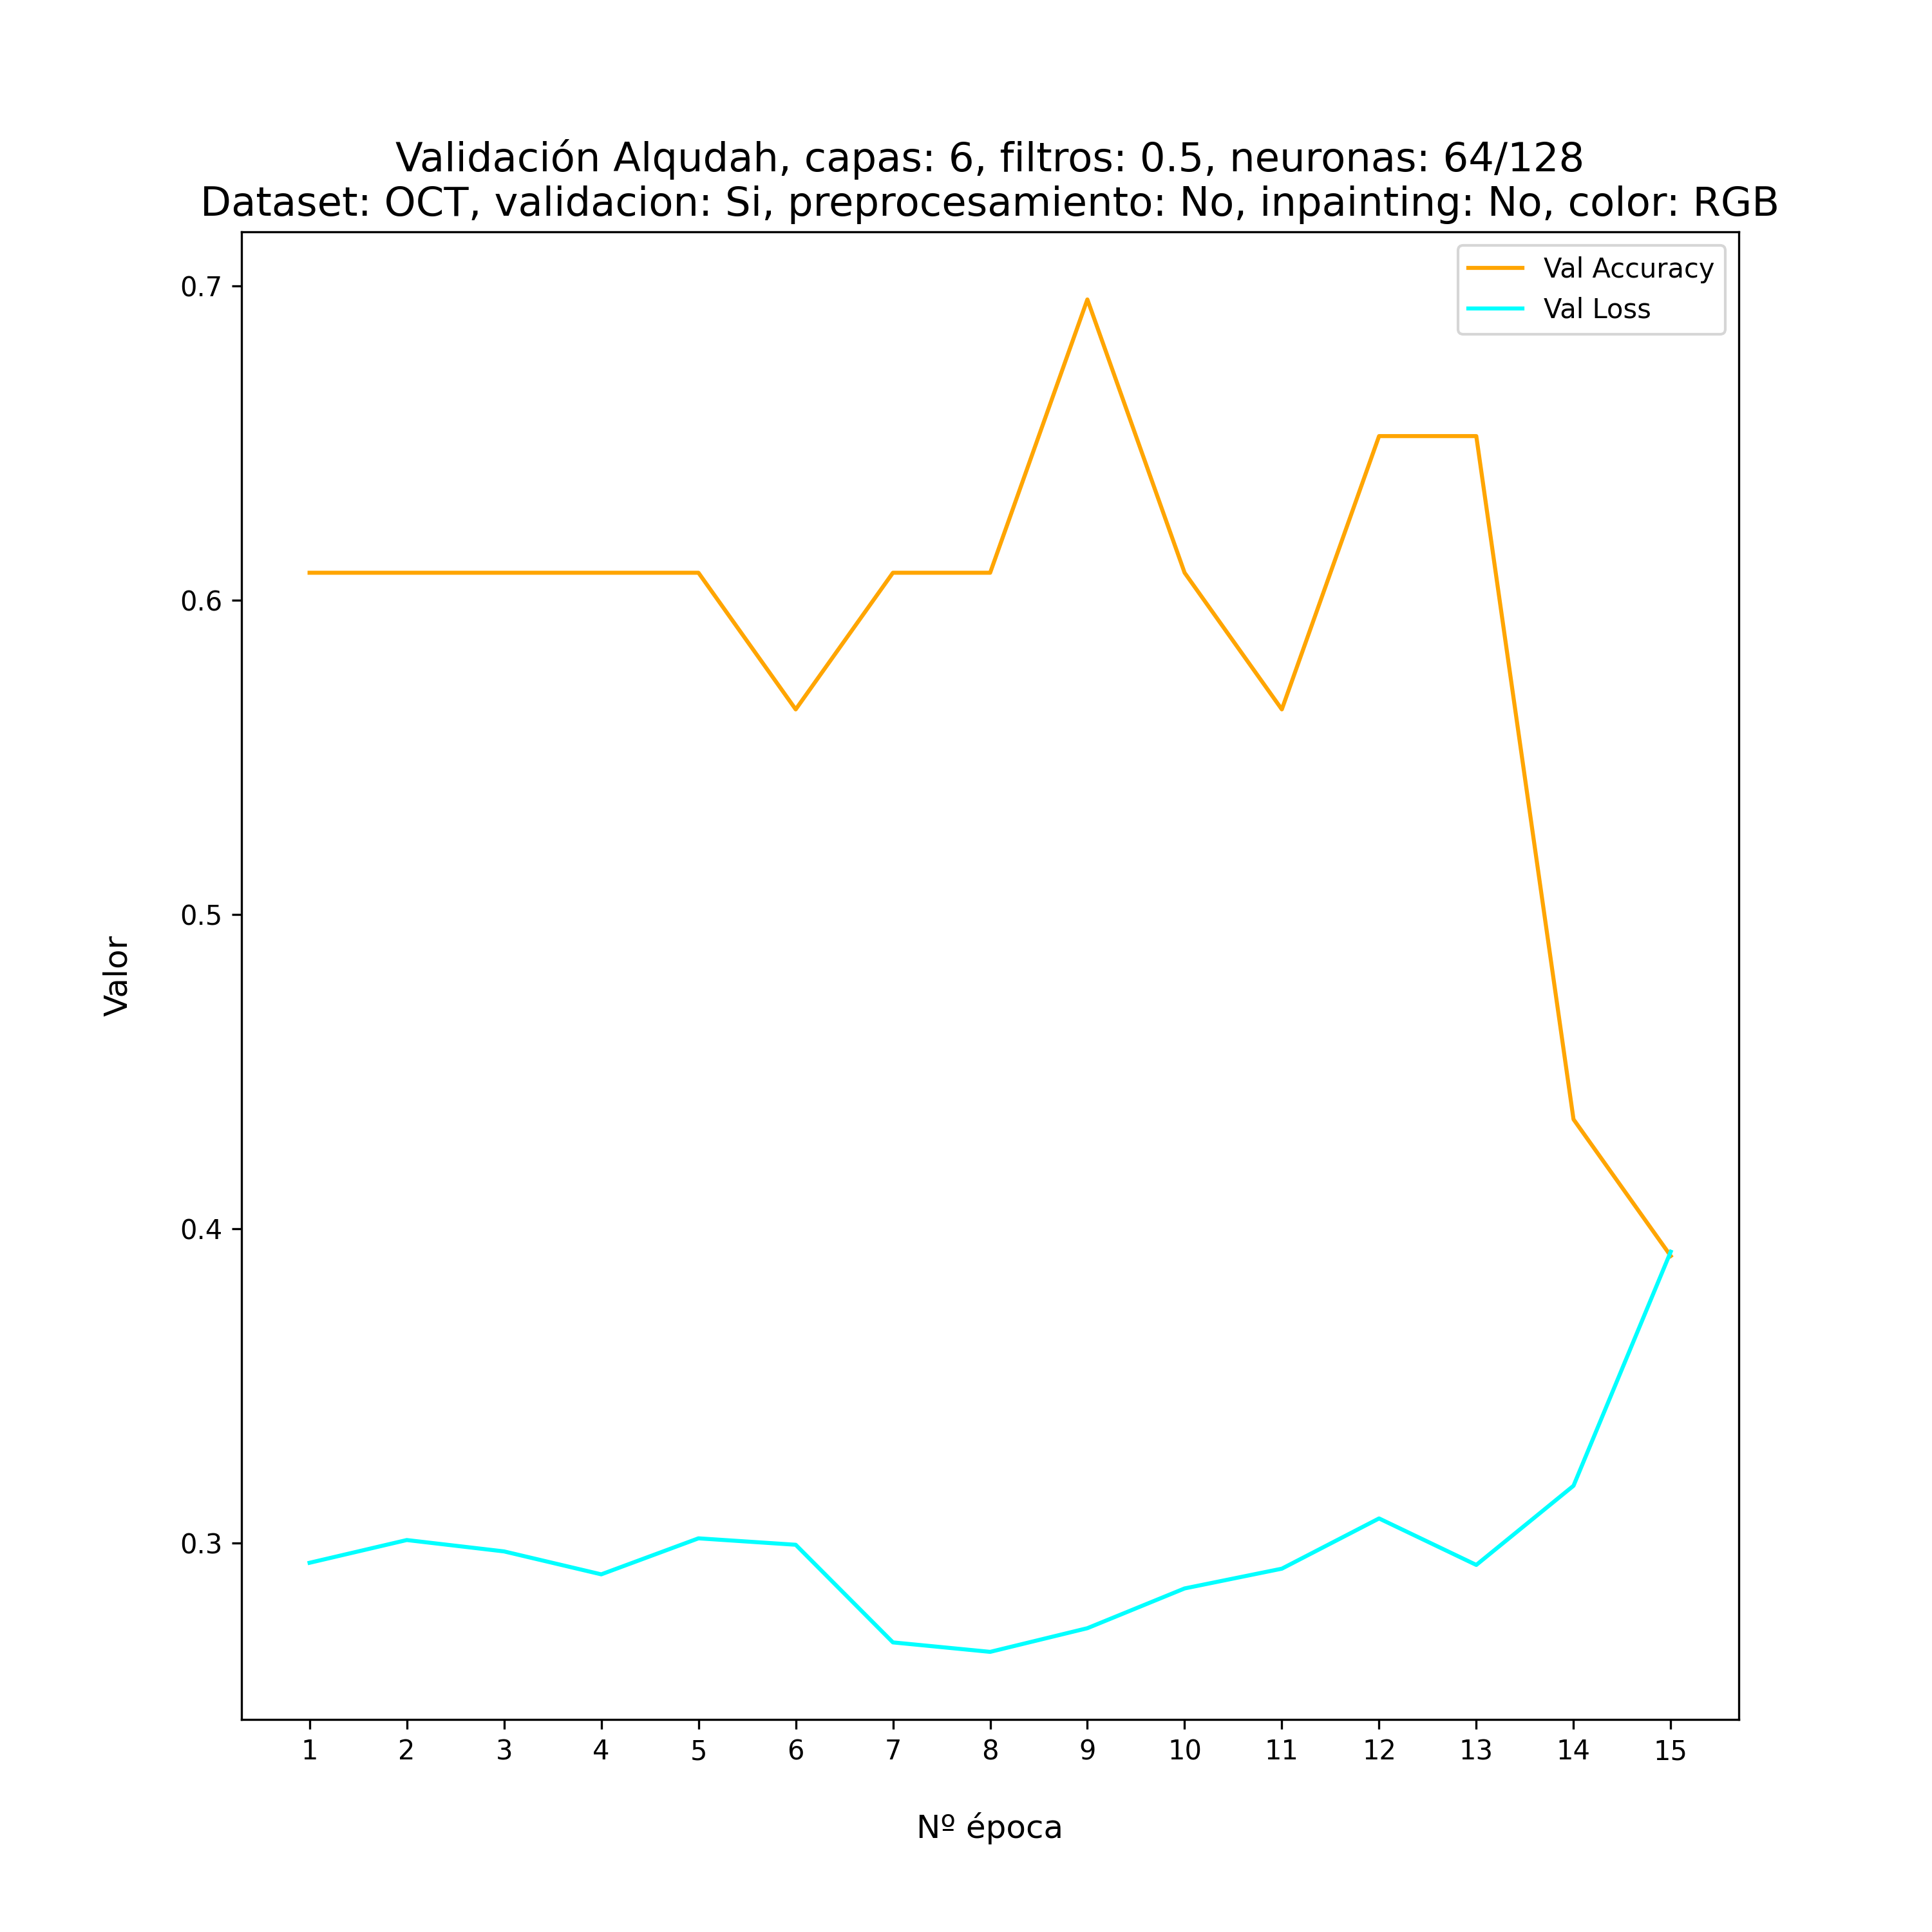 Validación Alqudah, capas: 6, filtros: 0.5, neuronas: 64/128
Dataset: OCT, validacion: Si, preprocesamiento: No, inpainting: No, color: RGB
Val Accuracy
Val Loss
0.7
0.6
0.5
0.4
0.3
Valor
1 2 3 4 5 6 7 8 9 10 11 12 13 14 15
Nº época